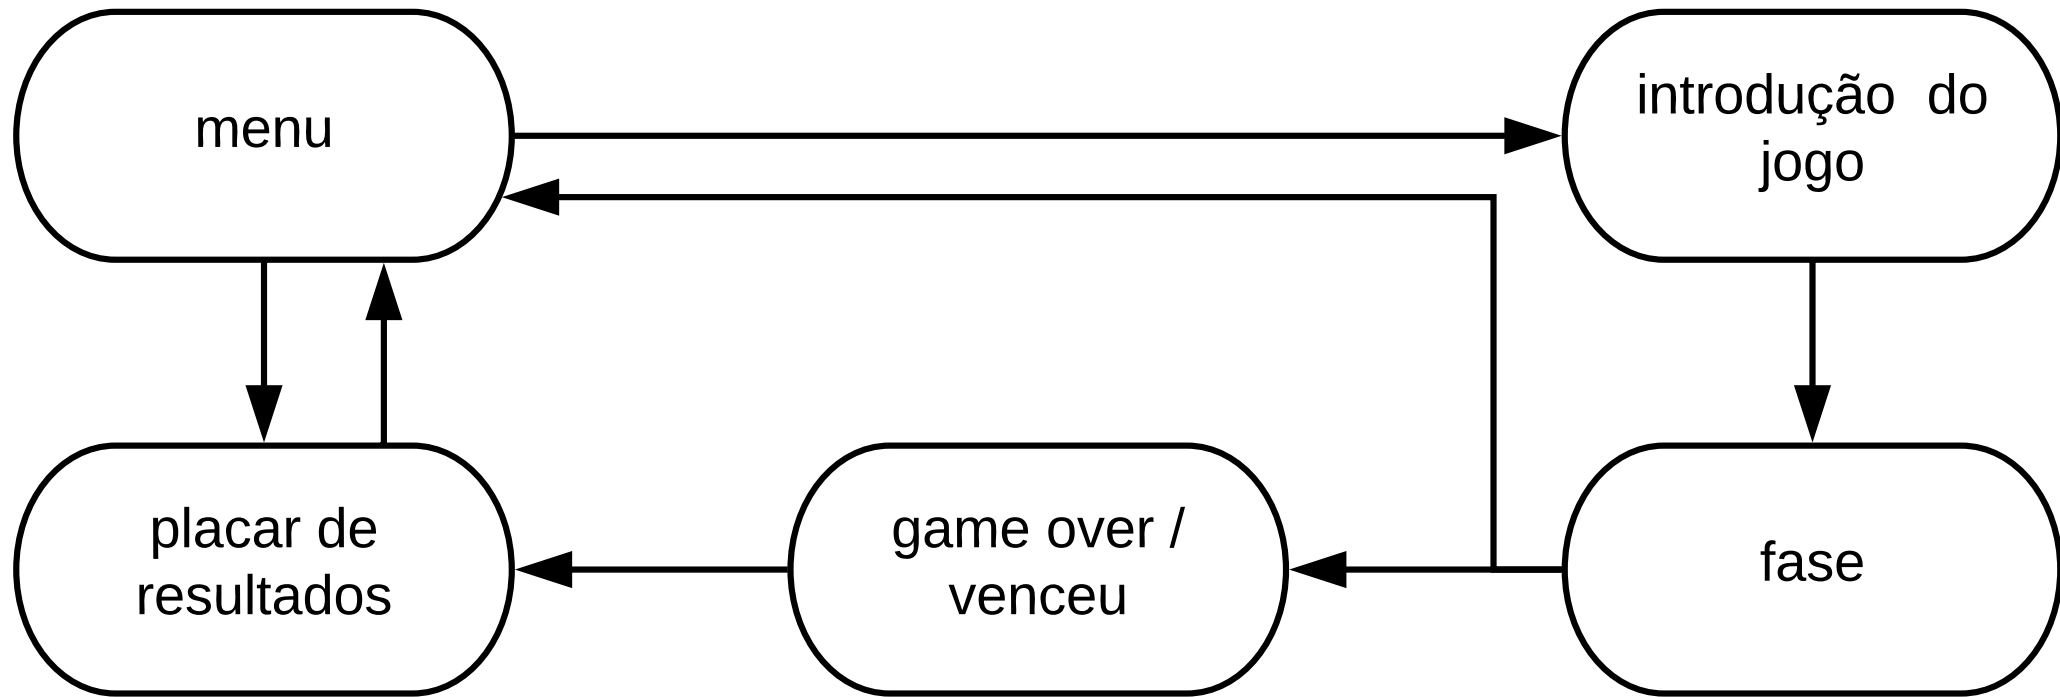 menu
introdução do
jogo
placar de
resultados
game over /
venceu
fase